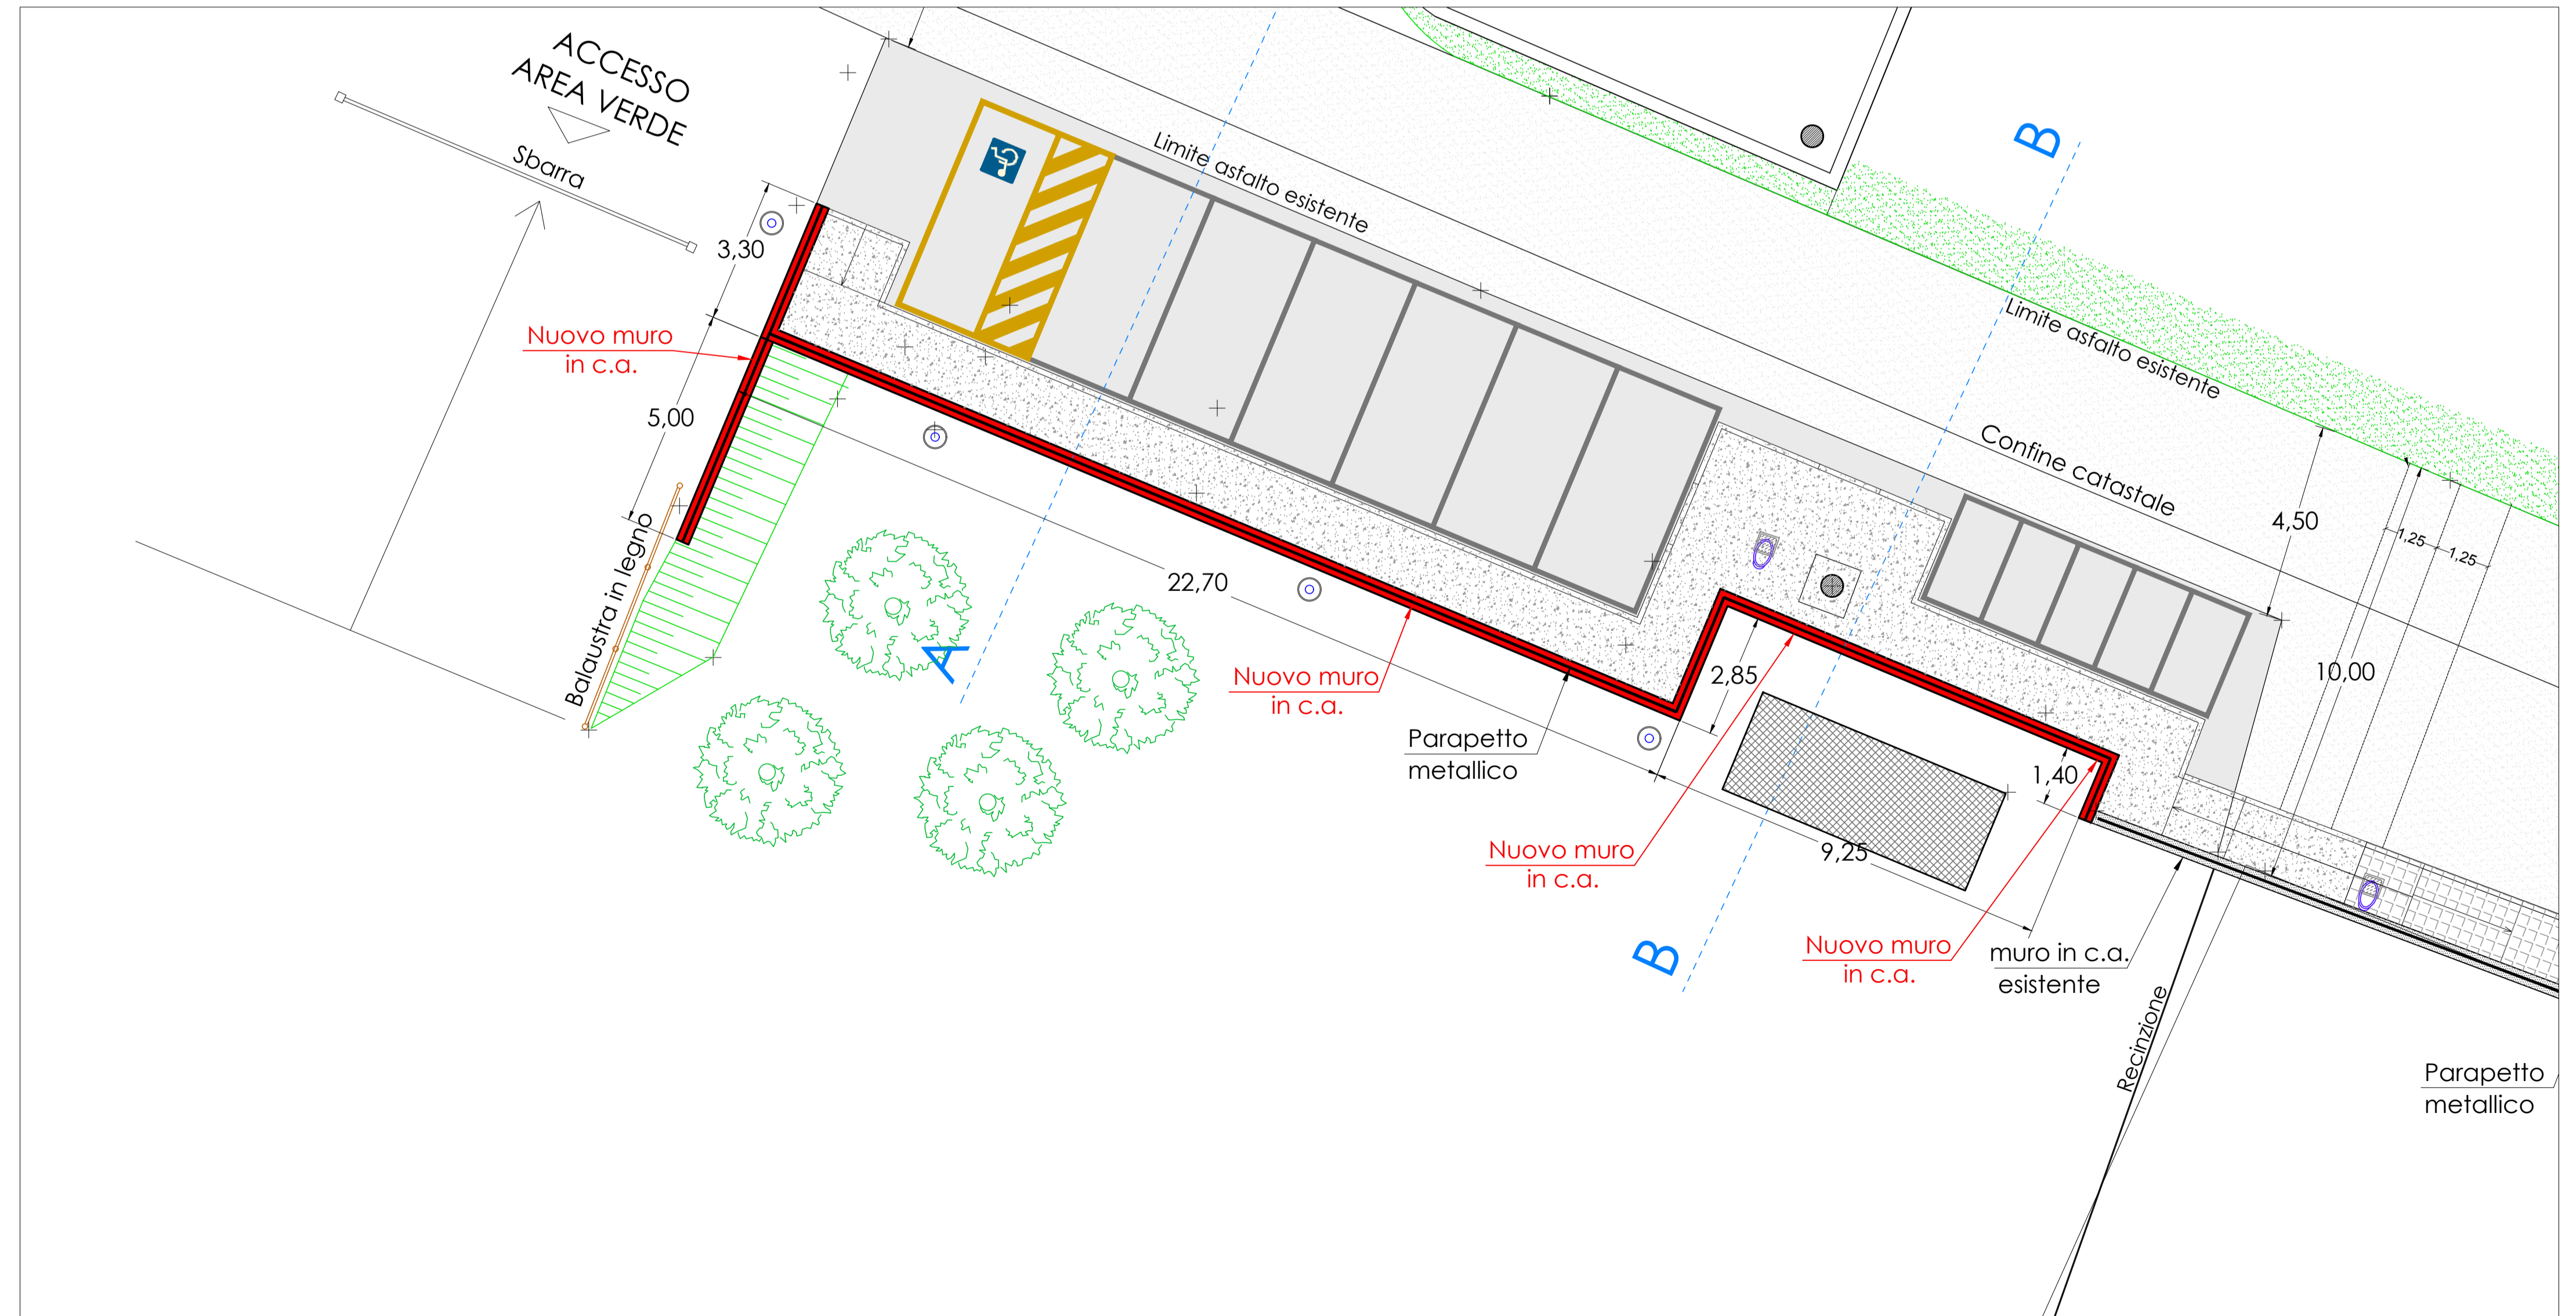 ACCESSO
AREA VERDE
Sbarra
Limite asfalto esistente
B
Limite asfalto esistente
3,30
Nuovo muro
in c.a.
5,00
Confine catastale
4,50
1,25
1,25
Balaustra in legno
A
22,70
Nuovo muro
in c.a.
2,85
10,00
Parapetto
metallico
1,40
Nuovo muro
in c.a.
9,25
B
Nuovo muro
in c.a.
muro in c.a.
esistente
Recinzione
Parapetto
metallico